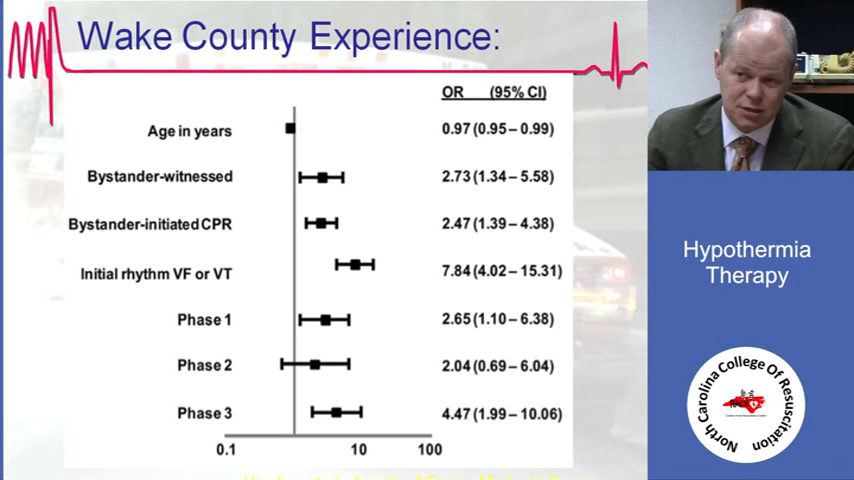 Wake County Experience:
OR (95% CI)
Age in years 0.97 (0.95 – 0.99)
Bystander-witnessed 2.73 (1.34 – 5.58)
Bystander-initiated CPR 2.47 (1.39 – 4.38)
Initial rhythm VF or VT 7.84 (4.02 – 15.31)
Phase 1 2.65 (1.10 – 6.38)
Phase 2 2.04 (0.69 – 6.04)
Phase 3 4.47 (1.99 – 10.06)
0.1 10 100
Hypothermia
Therapy
North Carolina College Of Resuscitation